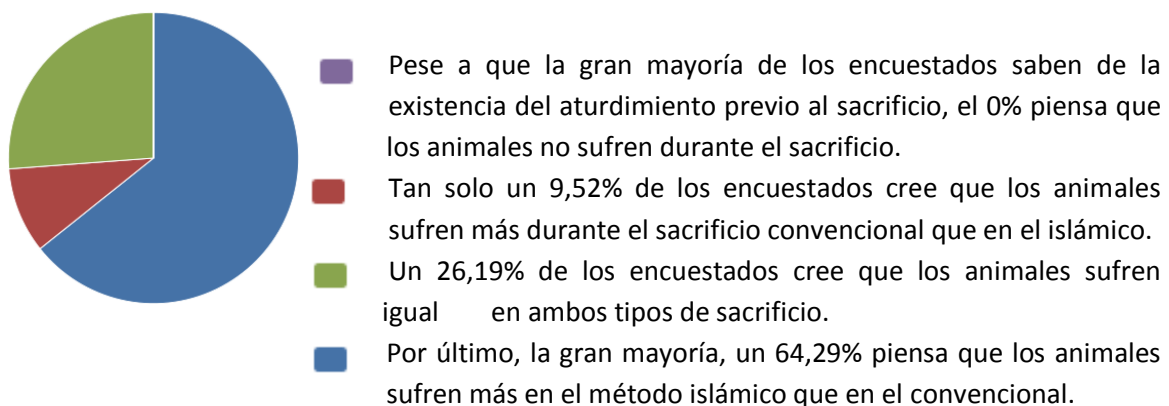 Pese a que la gran mayoría de los encuestados saben de la
existencia del aturdimiento previo al sacrificio, el 0% piensa que
los animales no sufren durante el sacrificio.
Tan solo un 9,52% de los encuestados cree que los animales
sufren más durante el sacrificio convencional que en el islámico.
Un 26,19% de los encuestados cree que los animales sufren
igual en ambos tipos de sacrificio.
Por último, la gran mayoría, un 64,29% piensa que los animales
sufren más en el método islámico que en el convencional.